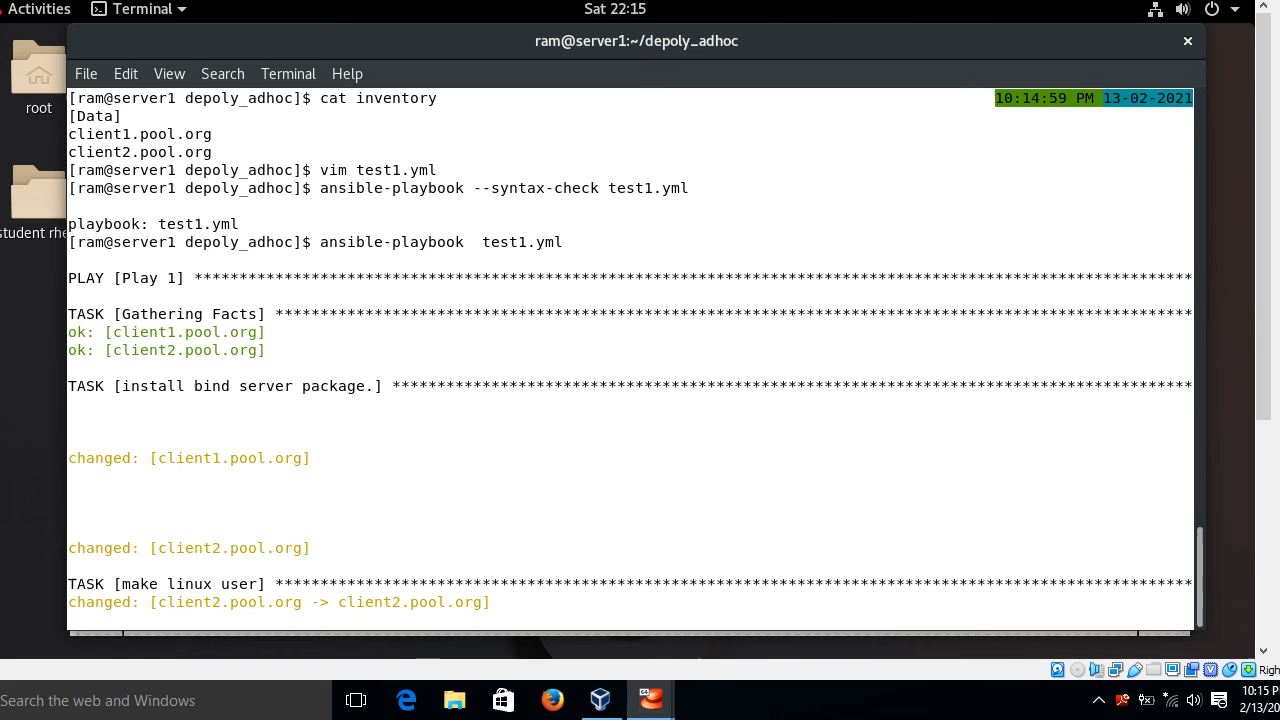 Activities Terminal Sat 22:15
ram@server1:~/depoly_adhoc ×
File Edit View Search Terminal Help
[ram@server1 depoly_adhoc]$ cat inventory 10:14:59 PM 13-02-2021
[Data]
client1.pool.org
client2.pool.org
[ram@server1 depoly_adhoc]$ vim test1.yml
[ram@server1 depoly_adhoc]$ ansible-playbook --syntax-check test1.yml
playbook: test1.yml
[ram@server1 depoly_adhoc]$ ansible-playbook  test1.yml
PLAY [Play 1] ***************************************************************************************************************
TASK [Gathering Facts] ******************************************************************************************************
ok: [client1.pool.org]
ok: [client2.pool.org]
TASK [install bind server package.] *****************************************************************************************
changed: [client1.pool.org]
changed: [client2.pool.org]
TASK [make linux user] ******************************************************************************************************
changed: [client2.pool.org -> client2.pool.org]
root
student rhe
Righ
Search the web and Windows
10:15 P
2/13/20